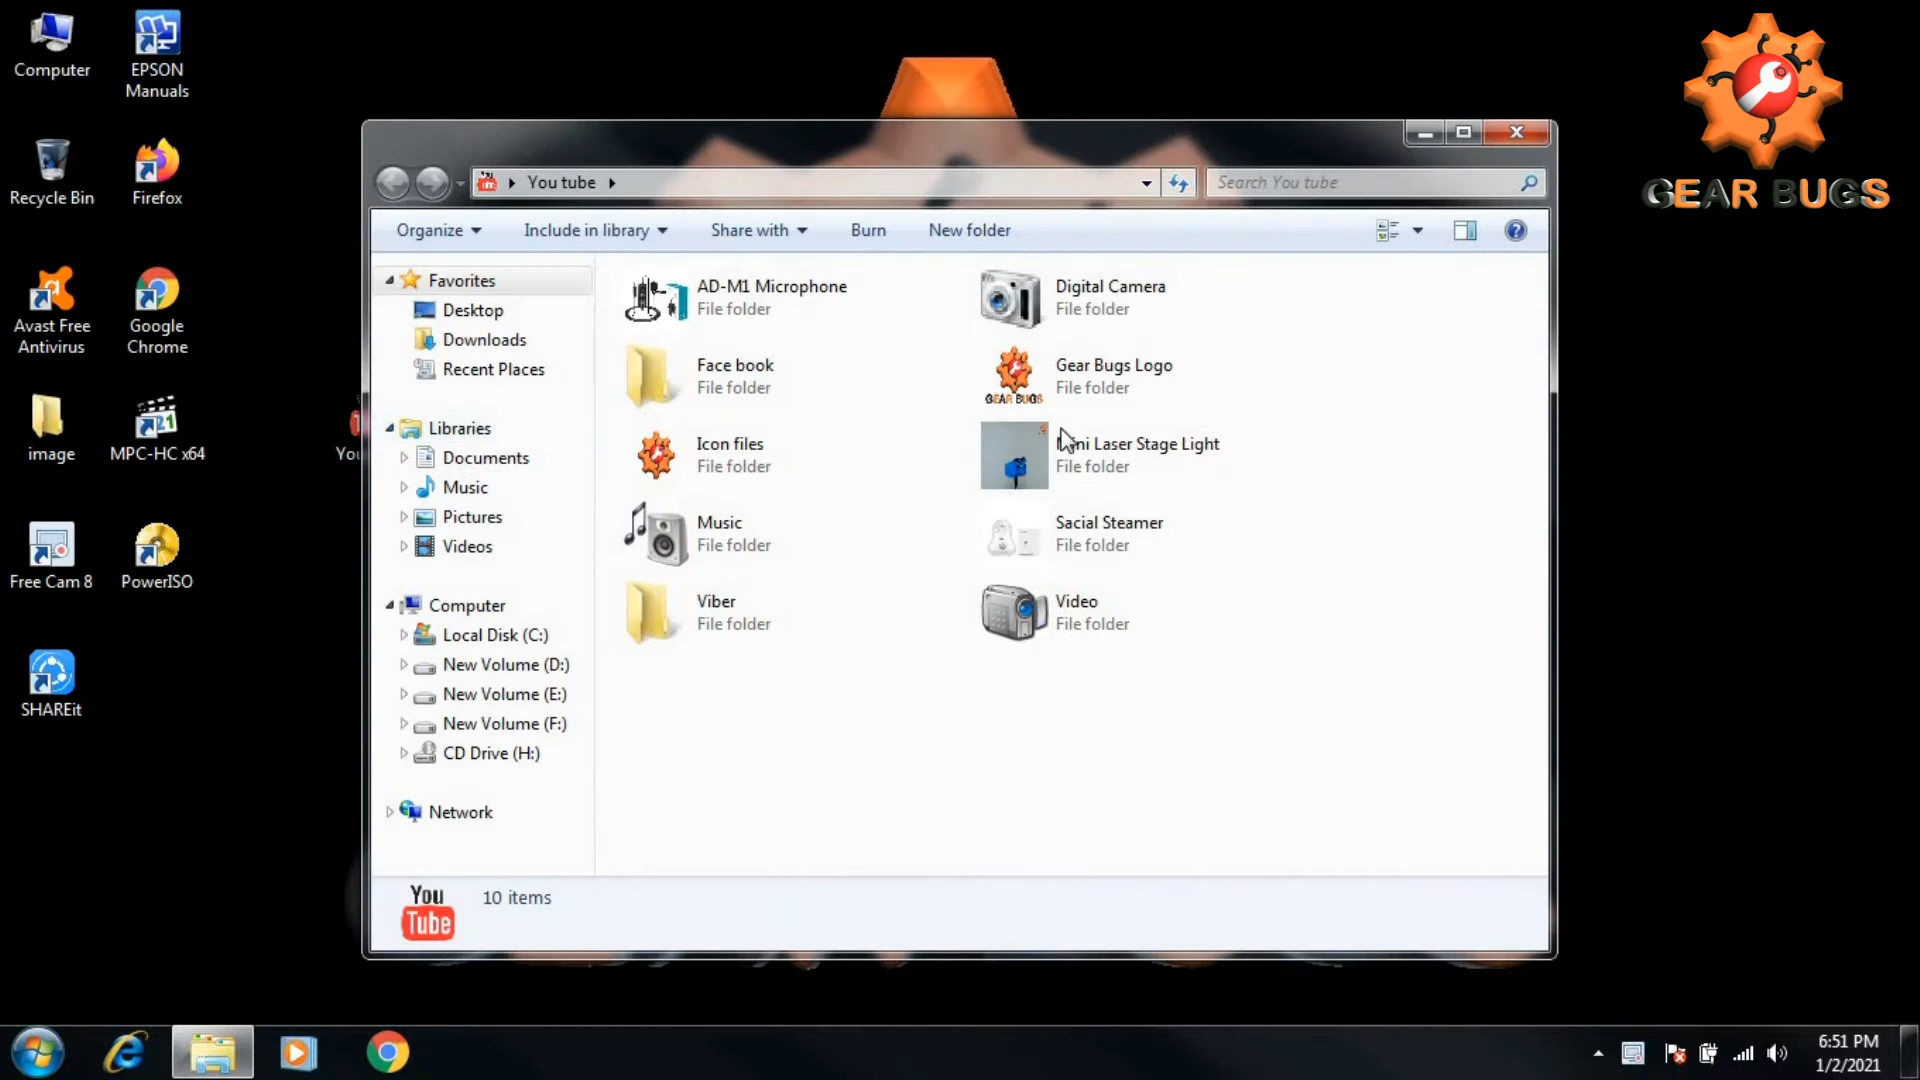 Computer
EPSON
Manuals
Recycle Bin
Firefox
Avast Free
Antivirus
Google
Chrome
image
MPC-HC x64
Free Cam 8
PowerISO
SHAREit
You
GEAR BUGS
You tube
Search You tube
Organize
Include in library
Share with
Burn
New folder
Favorites
Desktop
Downloads
Recent Places
Libraries
Documents
Music
Pictures
Videos
Computer
Local Disk (C:)
New Volume (D:)
New Volume (E:)
New Volume (F:)
CD Drive (H:)
Network
AD-M1 Microphone
File folder
Digital Camera
File folder
Face book
File folder
GEAR BUGS
Gear Bugs Logo
File folder
Icon files
File folder
Laser Stage Light
File folder
Music
File folder
Sacial Steamer
File folder
Viber
File folder
Video
File folder
You
Tube
10 items
6:51 PM
1/2/2021